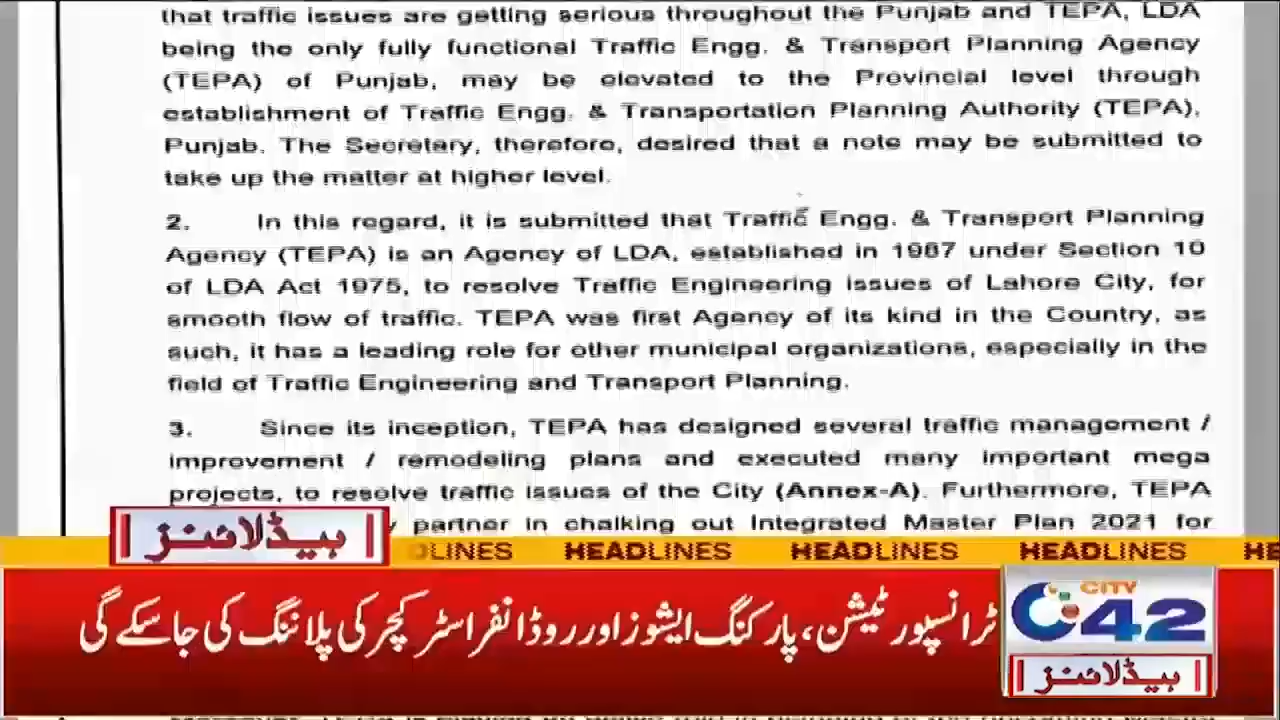 that traffic issues are getting serious throughout the Punjab and TEPA, LDA
being the only fully functional Traffic Engg. & Transport Planning Agency
(TEPA) of Punjab, may be elevated to the Provincial level through
establishment of Traffic Engg. & Transportation Planning Authority (TEPA),
Punjab. The Secretary, therefore, desired that a note may be submitted to
take up the matter at higher level.
2. In this regard, it is submitted that Traffic Engg. & Transport Planning
Agency (TEPA) is an Agency of LDA, established in 1987 under Section 10
of LDA Act 1975, to resolve Traffic Engineering issues of Lahore City, for
smooth flow of traffic. TEPA was first Agency of its kind in the Country, as
such, it has a leading role for other municipal organizations, especially in the
field of Traffic Engineering and Transport Planning.
3. Since its inception, TEPA has designed several traffic management /
improvement / remodeling plans and executed many important mega
projects, to resolve traffic issues of the City (Annex-A). Furthermore, TEPA
partner in chalking out Integrated Master Plan 2021 for
ہیڈلائنز
DLINES HEADLINES HEADLINES HEADLINES HE
ٹرانسپورٹیشن، پارکنگ ایشوز اور روڈ انفراسٹرکچر کی پلاننگ کی جاسکے گی
CITY
42
ہیڈلائنز